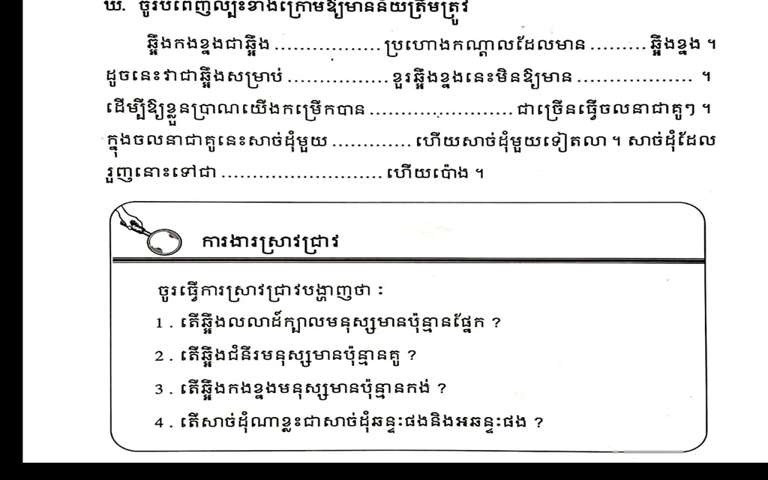 ឃ. ចូរបំពេញល្បះខាងក្រោមឱ្យមានន័យត្រឹមត្រូវ
ឆ្អឹងកងខ្នងជាឆ្អឹង ................. ប្រហោងកណ្ដាលដែលមាន ......... ឆ្អឹងខ្នង ។
ដូចនេះវាជាឆ្អឹងសម្រាប់ ................ ខួរឆ្អឹងខ្នងនេះមិនឱ្យមាន .................. ។
ដើម្បីឱ្យខ្លួនប្រាណយើងកម្រើកបាន ....................... ជាច្រើនធ្វើចលនាជាគូៗ ។
ក្នុងចលនាជាគូនេះសាច់ដុំមួយ ............. ហើយសាច់ដុំមួយទៀតលា ។ សាច់ដុំដែល
រួញនោះទៅជា .......................... ហើយប៉ោង ។
ការងារស្រាវជ្រាវ
ចូរធ្វើការស្រាវជ្រាវបង្ហាញថា :
1 . តើឆ្អឹងលលាដ៍ក្បាលមនុស្សមានប៉ុន្មានផ្នែក ?
2 . តើឆ្អឹងជំនីរមនុស្សមានប៉ុន្មានគូ ?
3 . តើឆ្អឹងកងខ្នងមនុស្សមានប៉ុន្មានកង់ ?
4 . តើសាច់ដុំណាខ្លះជាសាច់ដុំឆន្ទៈផងនិងអឆន្ទៈផង ?